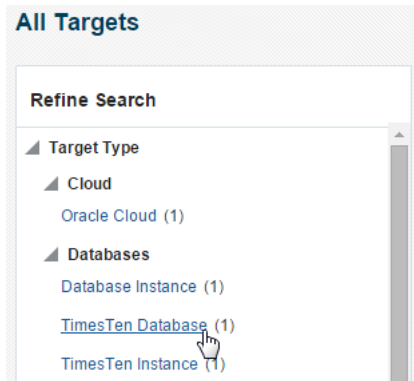 All Targets
Refine Search
Target Type
Cloud
Oracle Cloud (1)
Databases
Database Instance (1)
TimesTen Database (1)
TimesTen Instance (1)